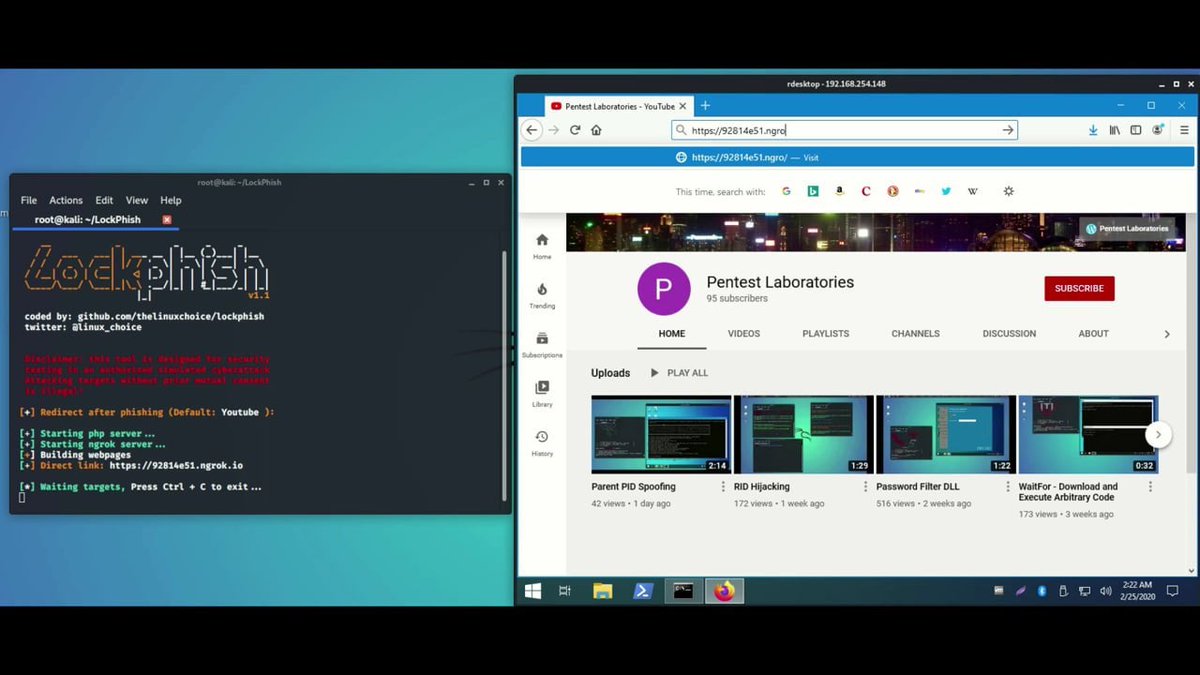 root@kali: ~/LockPhish
File Actions Edit View Help
root@kali: ~/LockPhish
Lockphish
v1.1
coded by: github.com/thelinuxchoice/lockphish
twitter: @linux_choice
Disclaimer: this tool is designed for security
testing in an authorized simulated cyberattack
Attacking targets without prior mutual consent
is illegal!
[+] Redirect after phishing (Default: Youtube ):
[+] Starting php server...
[+] Starting ngrok server...
[+] Building webpages
[+] Direct link: https://92814e51.ngrok.io
[*] Waiting targets, Press Ctrl + C to exit...
rdesktop - 192.168.254.148
Pentest Laboratories - YouTube
https://92814e51.ngro
https://92814e51.ngro/ — Visit
This time, search with:
Pentest Laboratories
P
Pentest Laboratories
95 subscribers
SUBSCRIBE
HOME VIDEOS PLAYLISTS CHANNELS DISCUSSION ABOUT
Home
Trending
Subscriptions
Library
History
Uploads PLAY ALL
2:14 1:29 1:22 0:32
Parent PID Spoofing
42 views • 1 day ago
RID Hijacking
172 views • 1 week ago
Password Filter DLL
516 views • 2 weeks ago
WaitFor - Download and
Execute Arbitrary Code
173 views • 3 weeks ago
2:22 AM
2/25/2020